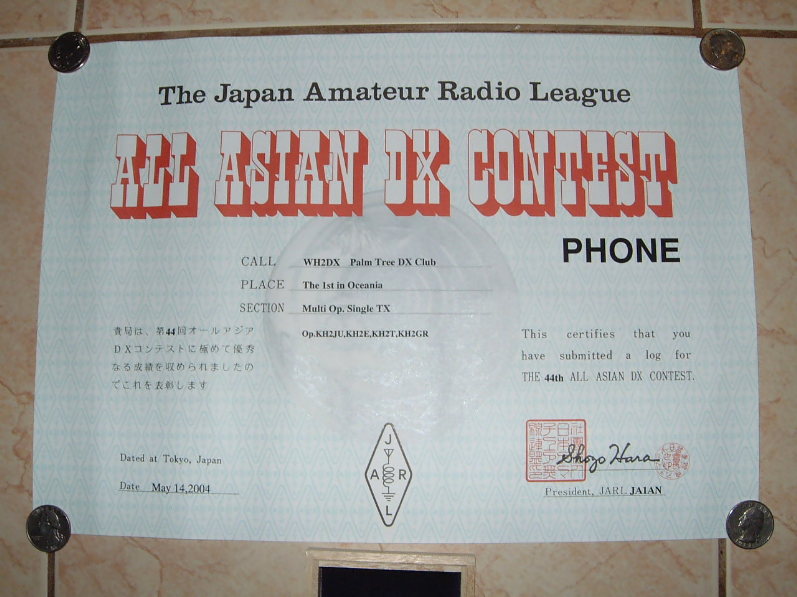 The Japan Amateur Radio League
ALL ASIAN DX CONTEST
PHONE
CALL WH2DX Palm Tree DX Club
PLACE The 1st in Oceania
SECTION Multi Op. Single TX
Op.KH2JU,KH2E,KH2T,KH2GR
貴局は、第44回オールアジア
DXコンテストに極めて優秀
なる成績を収められましたの
でこれを表彰します
This certifies that you
have submitted a log for
THE 44th ALL ASIAN DX CONTEST.
Dated at Tokyo, Japan
Date May 14,2004
J
A R
L
Shozo Hara
President, JARL JA1AN